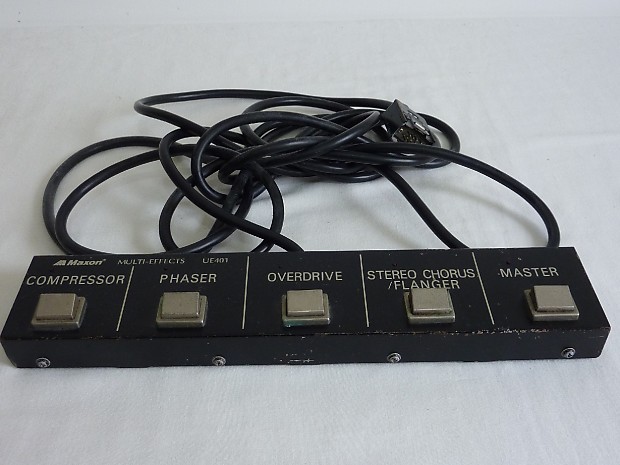 Maxon® MULTI-EFFECTS UE401
COMPRESSOR
PHASER
OVERDRIVE
STEREO CHORUS
/FLANGER
MASTER